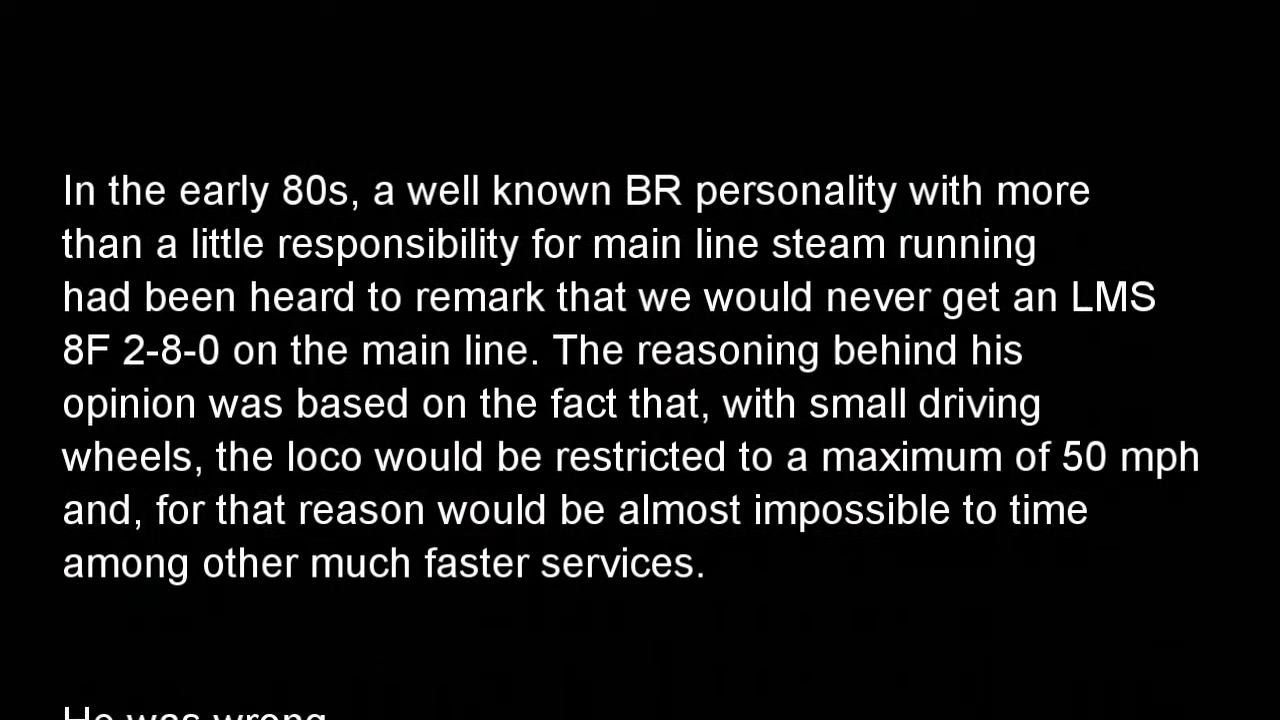 In the early 80s, a well known BR personality with more
than a little responsibility for main line steam running
had been heard to remark that we would never get an LMS
8F 2-8-0 on the main line. The reasoning behind his
opinion was based on the fact that, with small driving
wheels, the loco would be restricted to a maximum of 50 mph
and, for that reason would be almost impossible to time
among other much faster services.
He was wrong